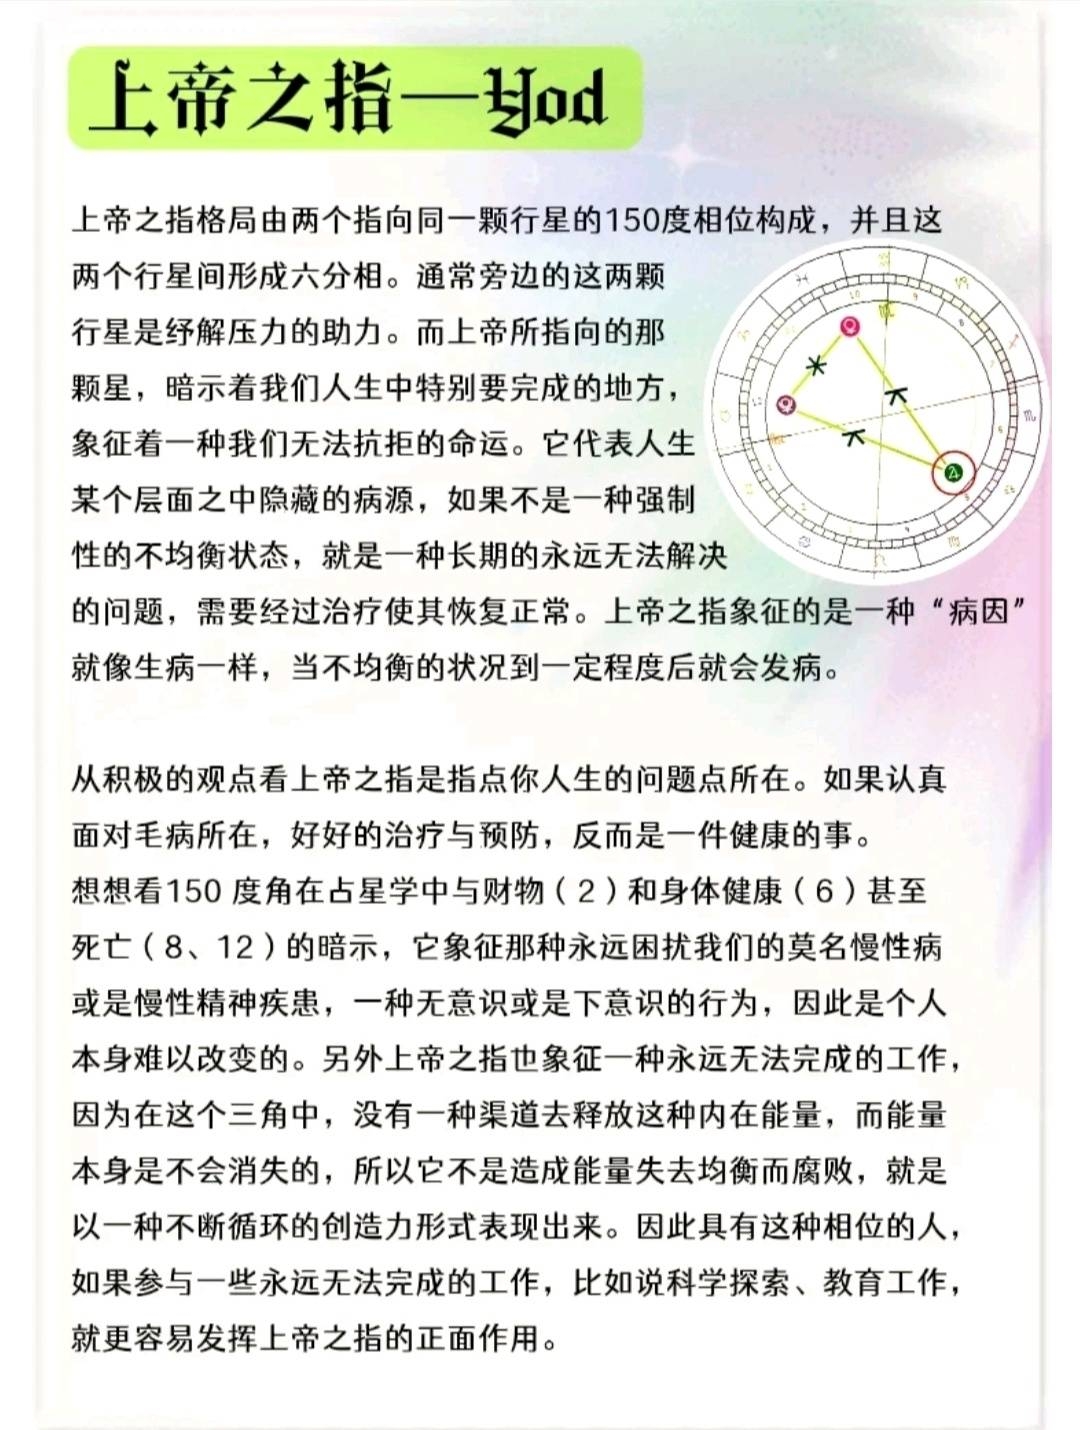 上帝之指—Yod
上帝之指格局由两个指向同一颗行星的150度相位构成，并且这
两个行星间形成六分相。通常旁边的这两颗
行星是纾解压力的助力。而上帝所指向的那
颗星，暗示着我们人生中特别要完成的地方，
象征着一种我们无法抗拒的命运。它代表人生
某个层面之中隐藏的病源，如果不是一种强制
性的不均衡状态，就是一种长期的永远无法解决
的问题，需要经过治疗使其恢复正常。上帝之指象征的是一种“病因”
就像生病一样，当不均衡的状况到一定程度后就会发病。
从积极的观点看上帝之指是指点你人生的问题点所在。如果认真
面对毛病所在，好好的治疗与预防，反而是一件健康的事。
想想看150 度角在占星学中与财物（2）和身体健康（6）甚至
死亡（8、12）的暗示，它象征那种永远困扰我们的莫名慢性病
或是慢性精神疾患，一种无意识或是下意识的行为，因此是个人
本身难以改变的。另外上帝之指也象征一种永远无法完成的工作，
因为在这个三角中，没有一种渠道去释放这种内在能量，而能量
本身是不会消失的，所以它不是造成能量失去均衡而腐败，就是
以一种不断循环的创造力形式表现出来。因此具有这种相位的人，
如果参与一些永远无法完成的工作，比如说科学探索、教育工作，
就更容易发挥上帝之指的正面作用。